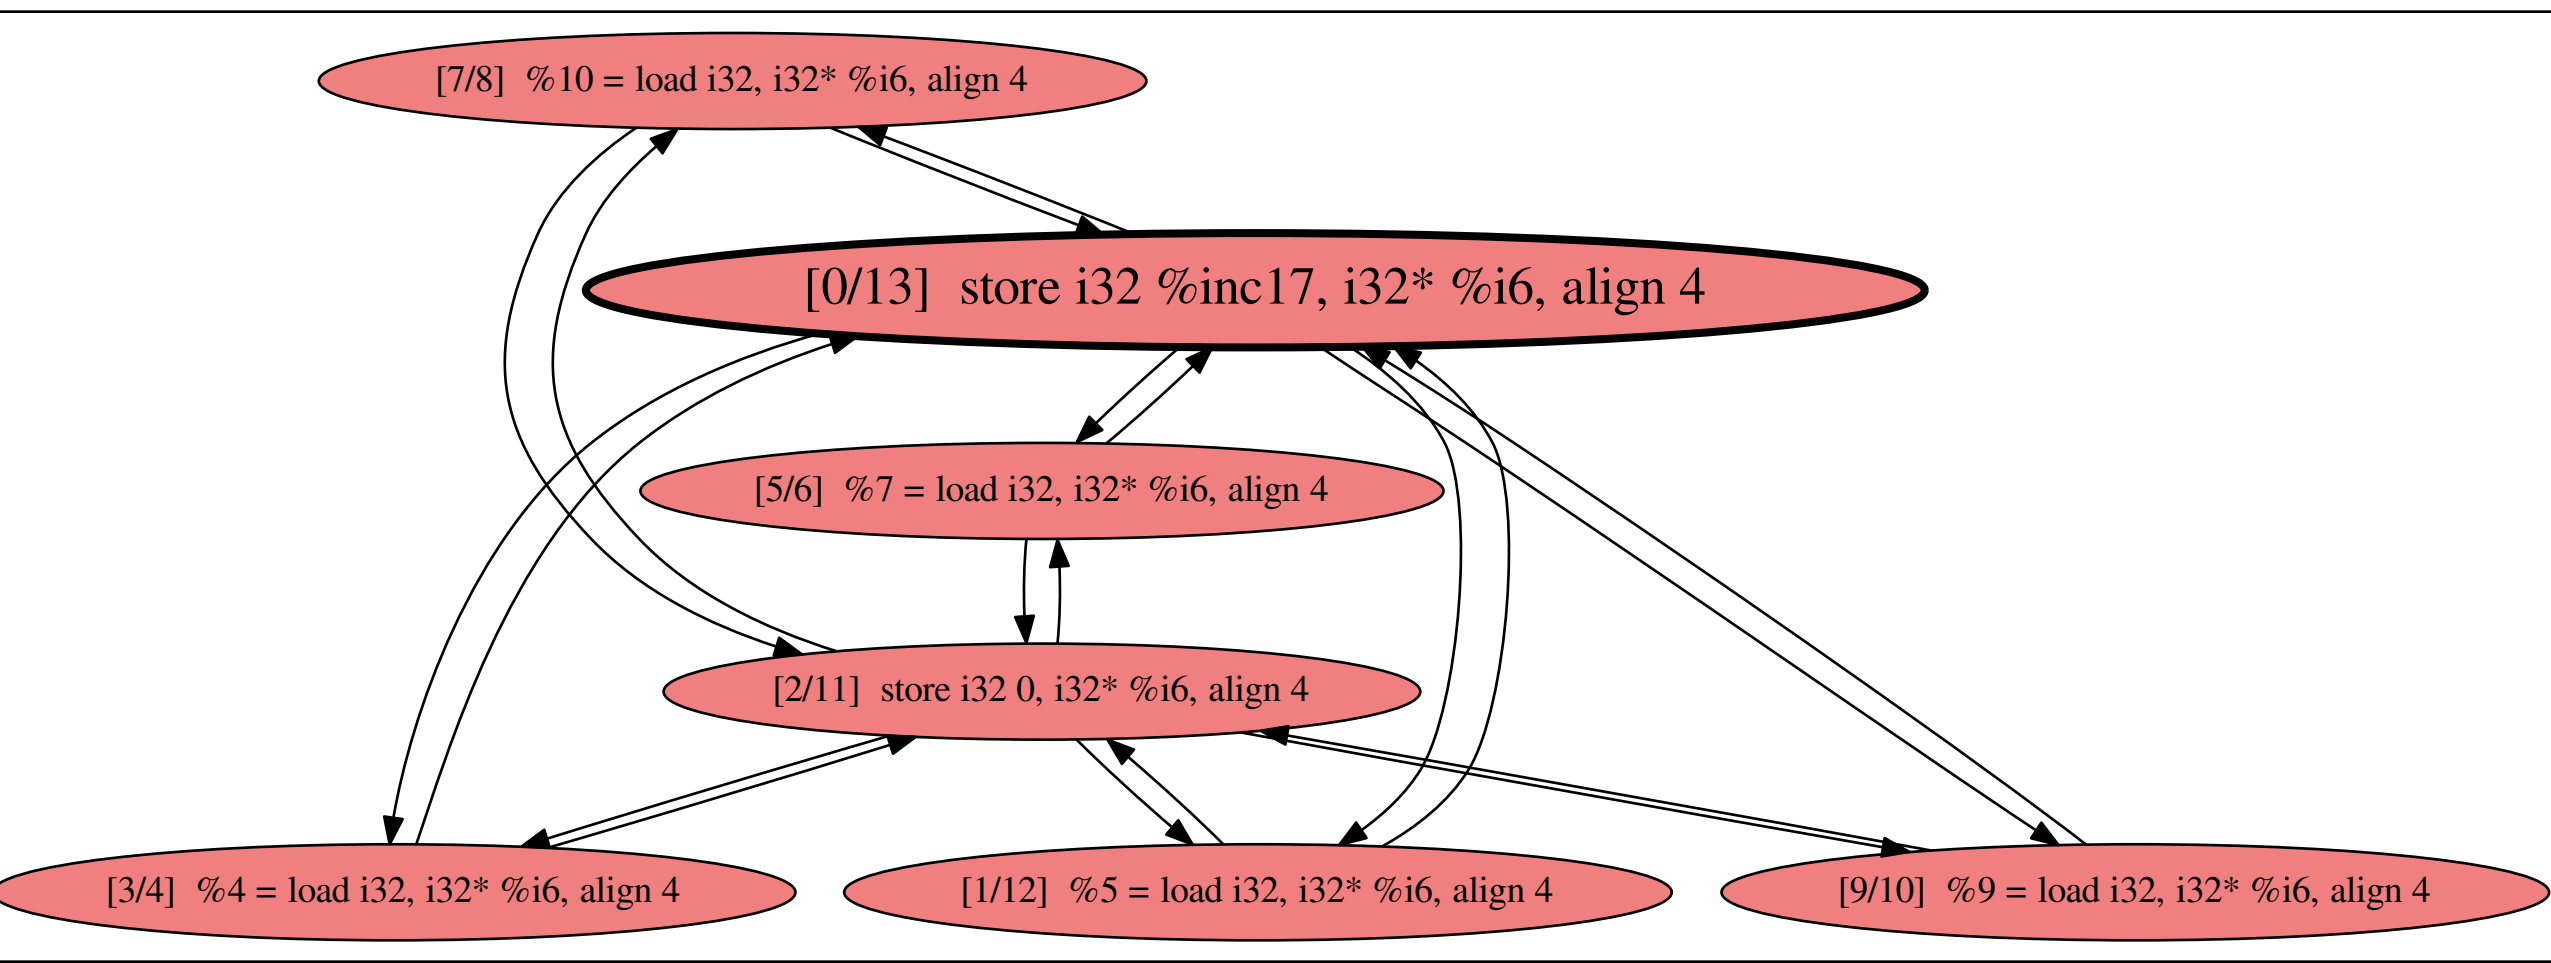 [7/8]  %10 = load i32, i32* %i6, align 4
[0/13]  store i32 %inc17, i32* %i6, align 4
[5/6]  %7 = load i32, i32* %i6, align 4
[2/11]  store i32 0, i32* %i6, align 4
[3/4]  %4 = load i32, i32* %i6, align 4
[1/12]  %5 = load i32, i32* %i6, align 4
[9/10]  %9 = load i32, i32* %i6, align 4